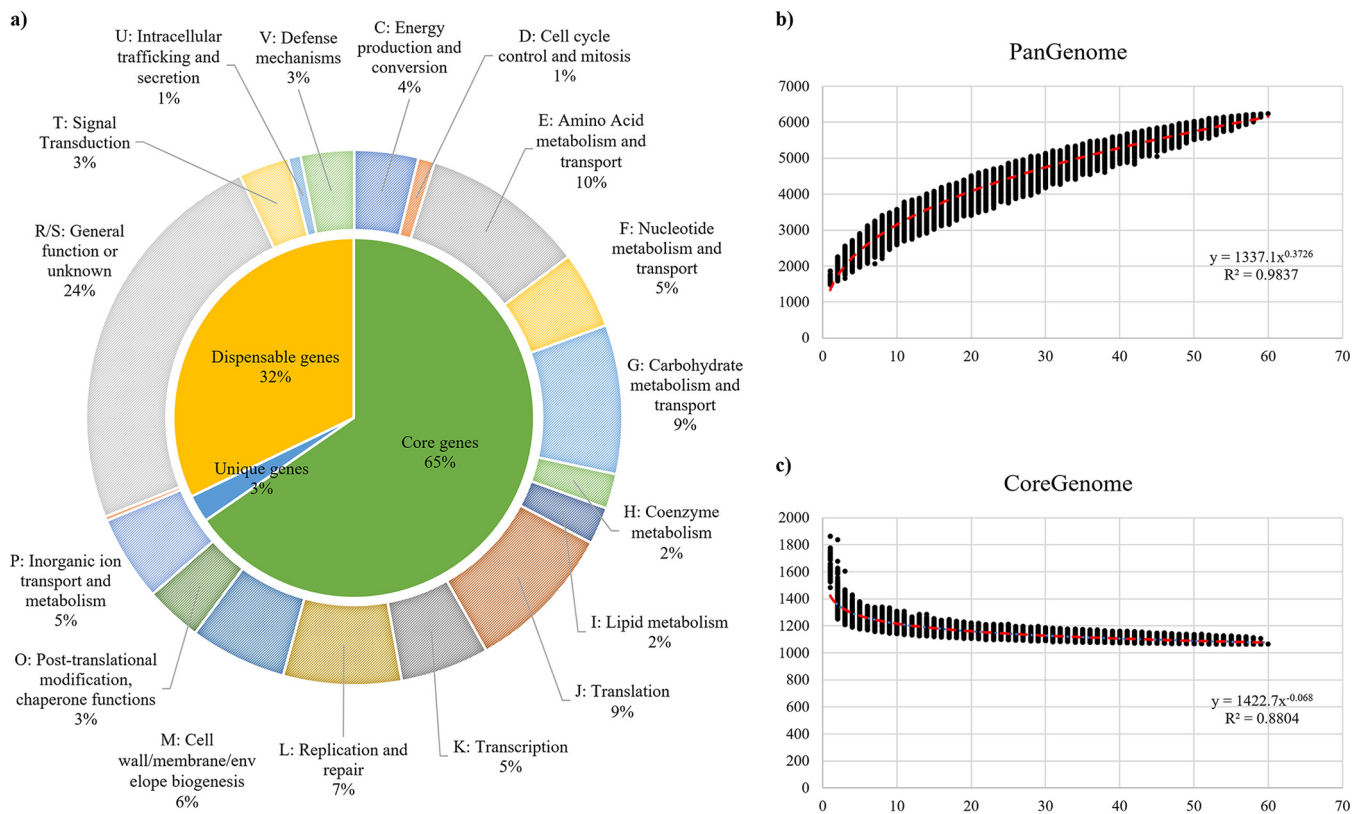 a)
U: Intracellular
trafficking and
secretion
1%
V: Defense
mechanisms
3%
C: Energy
production and
conversion
4%
D: Cell cycle
control and mitosis
1%
T: Signal
Transduction
3%
E: Amino Acid
metabolism and
transport
10%
R/S: General
function or
unknown
24%
F: Nucleotide
metabolism and
transport
5%
Dispensable genes
32%
G: Carbohydrate
metabolism and
transport
9%
Core genes
65%
Unique genes
3%
H: Coenzyme
metabolism
2%
P: Inorganic ion
transport and
metabolism
5%
I: Lipid metabolism
2%
O: Post-translational
modification,
chaperone functions
3%
J: Translation
9%
M: Cell
wall/membrane/env
elope biogenesis
6%
L: Replication and
repair
7%
K: Transcription
5%
b)
PanGenome
7000
6000
5000
4000
3000
2000
1000
0
y = 1337.1x^0.3726
R² = 0.9837
0 10 20 30 40 50 60 70
c)
CoreGenome
2000
1800
1600
1400
1200
1000
800
600
400
200
0
y = 1422.7x^-0.068
R² = 0.8804
0 10 20 30 40 50 60 70